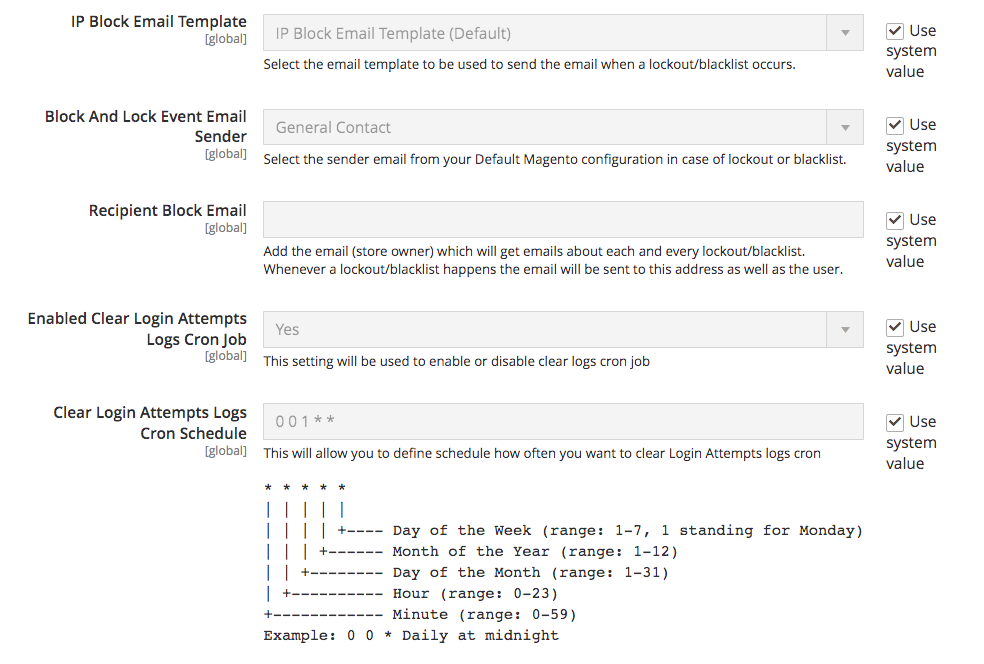 IP Block Email Template
[global]
IP Block Email Template (Default)
Use system value
Select the email template to be used to send the email when a lockout/blacklist occurs.
Block And Lock Event Email Sender
[global]
General Contact
Use system value
Select the sender email from your Default Magento configuration in case of lockout or blacklist.
Recipient Block Email
[global]
Use system value
Add the email (store owner) which will get emails about each and every lockout/blacklist.
Whenever a lockout/blacklist happens the email will be sent to this address as well as the user.
Enabled Clear Login Attempts Logs Cron Job
[global]
Yes
Use system value
This setting will be used to enable or disable clear logs cron job
Clear Login Attempts Logs Cron Schedule
[global]
0 0 1 * *
Use system value
This will allow you to define schedule how often you want to clear Login Attempts logs cron
* * * * *
| | | | |
| | | | +---- Day of the Week (range: 1-7, 1 standing for Monday)
| | | +------ Month of the Year (range: 1-12)
| | +-------- Day of the Month (range: 1-31)
| +---------- Hour (range: 0-23)
+------------ Minute (range: 0-59)
Example: 0 0 * Daily at midnight